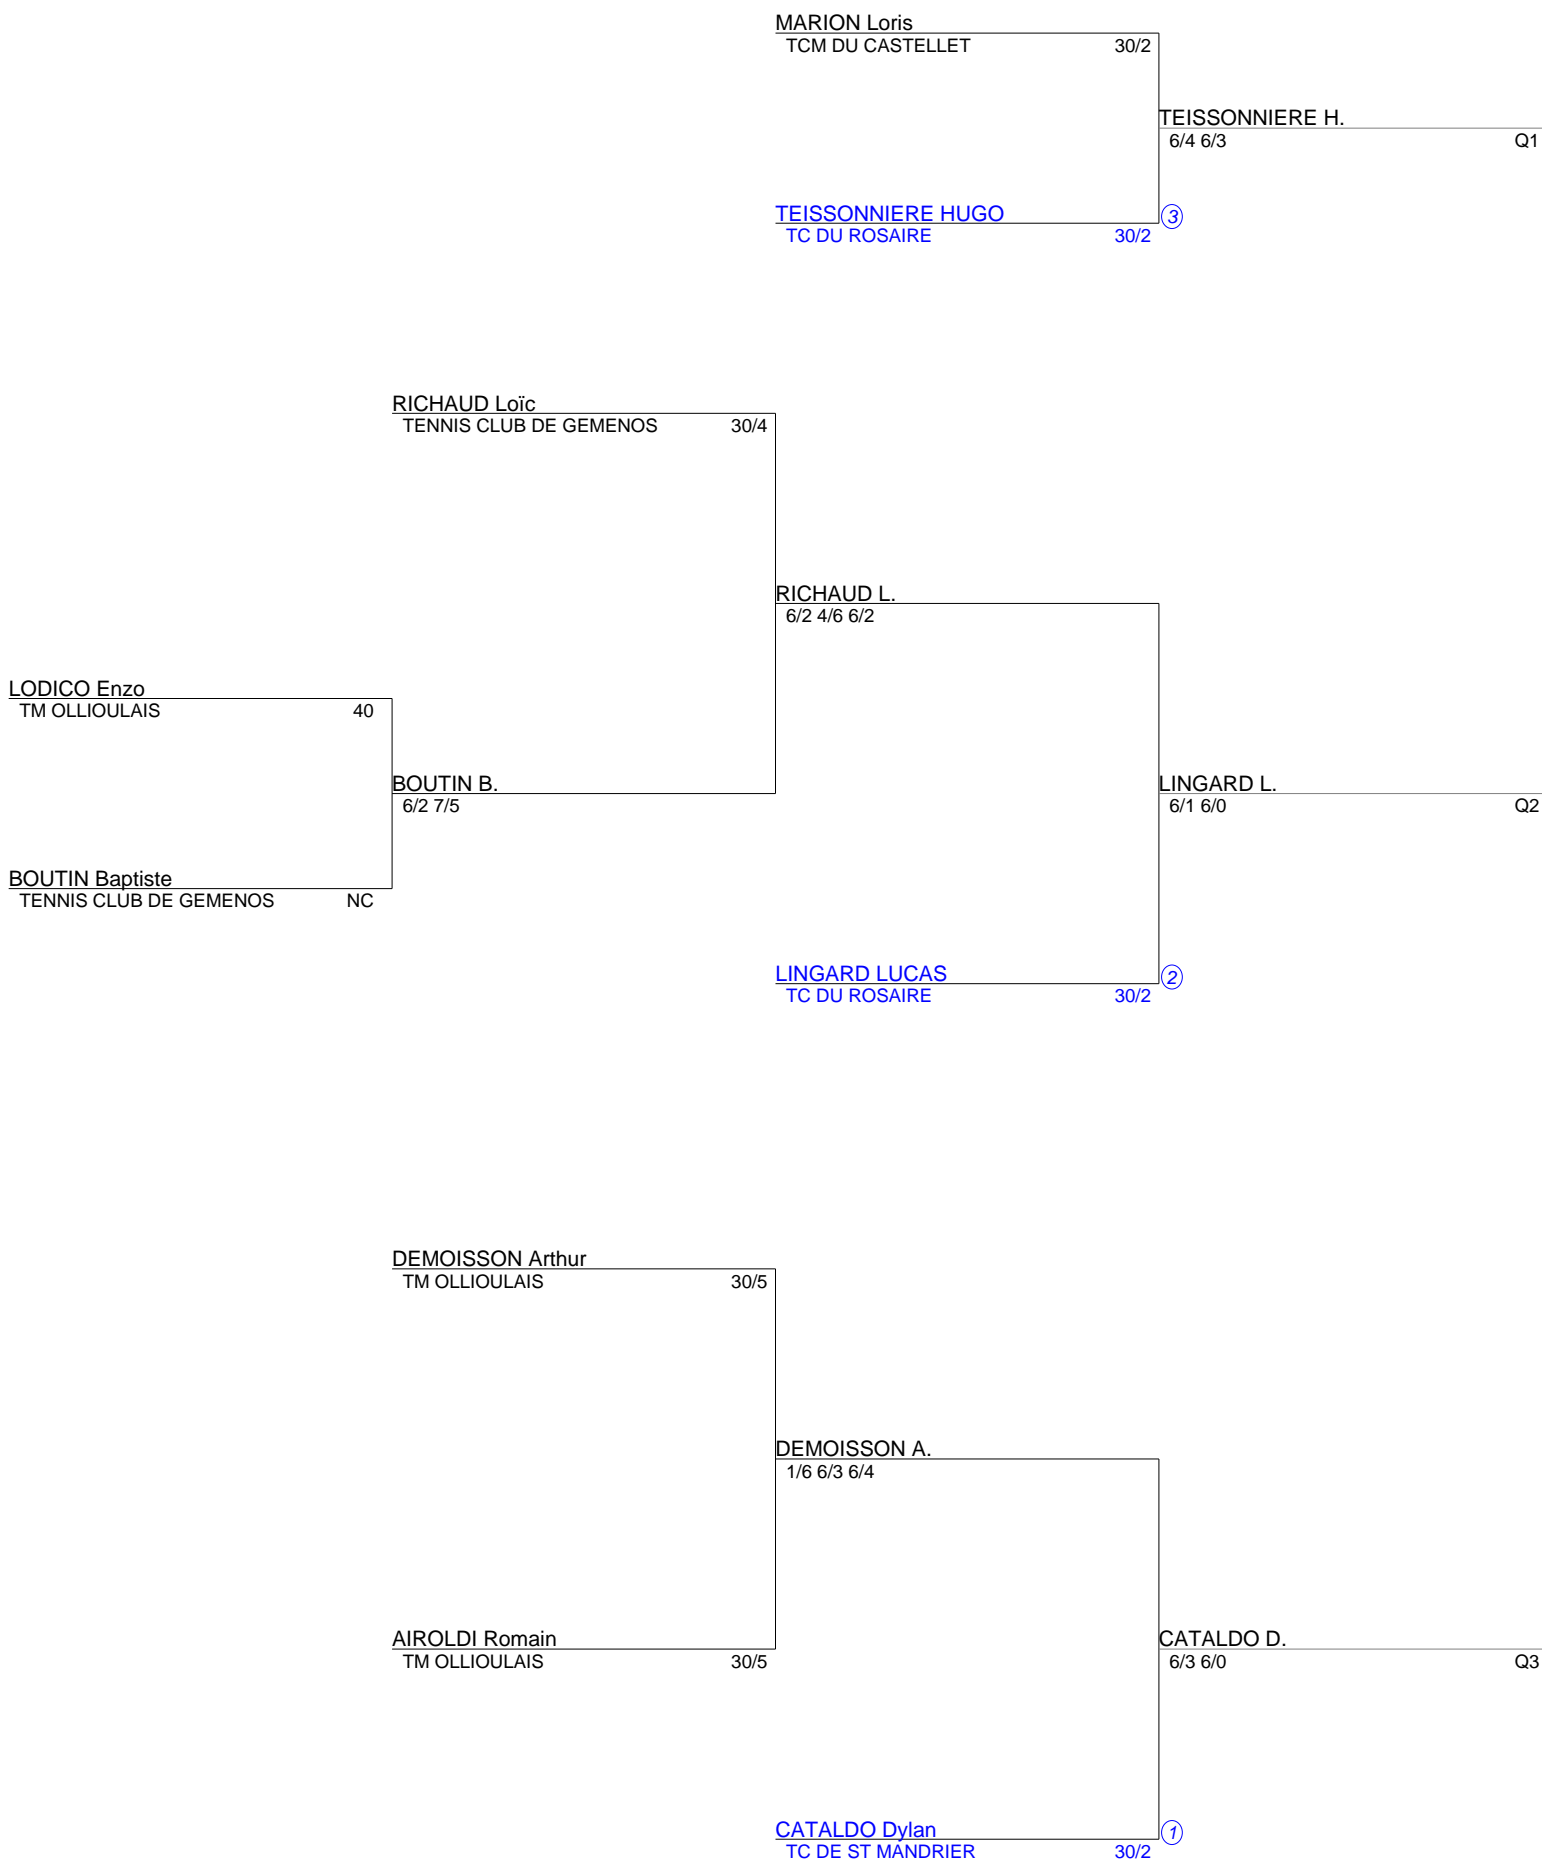 MARION Loris
TCM DU CASTELLET 30/2
TEISSONNIERE H.
6/4 6/3 Q1
TEISSONNIERE HUGO 3
TC DU ROSAIRE 30/2
RICHAUD Loïc
TENNIS CLUB DE GEMENOS 30/4
RICHAUD L.
6/2 4/6 6/2
LODICO Enzo
TM OLLIOULAIS 40
BOUTIN B.
6/2 7/5
LINGARD L.
6/1 6/0 Q2
BOUTIN Baptiste
TENNIS CLUB DE GEMENOS NC
LINGARD LUCAS 2
TC DU ROSAIRE 30/2
DEMOISSON Arthur
TM OLLIOULAIS 30/5
DEMOISSON A.
1/6 6/3 6/4
AIROLDI Romain
TM OLLIOULAIS 30/5
CATALDO D.
6/3 6/0 Q3
CATALDO Dylan 1
TC DE ST MANDRIER 30/2